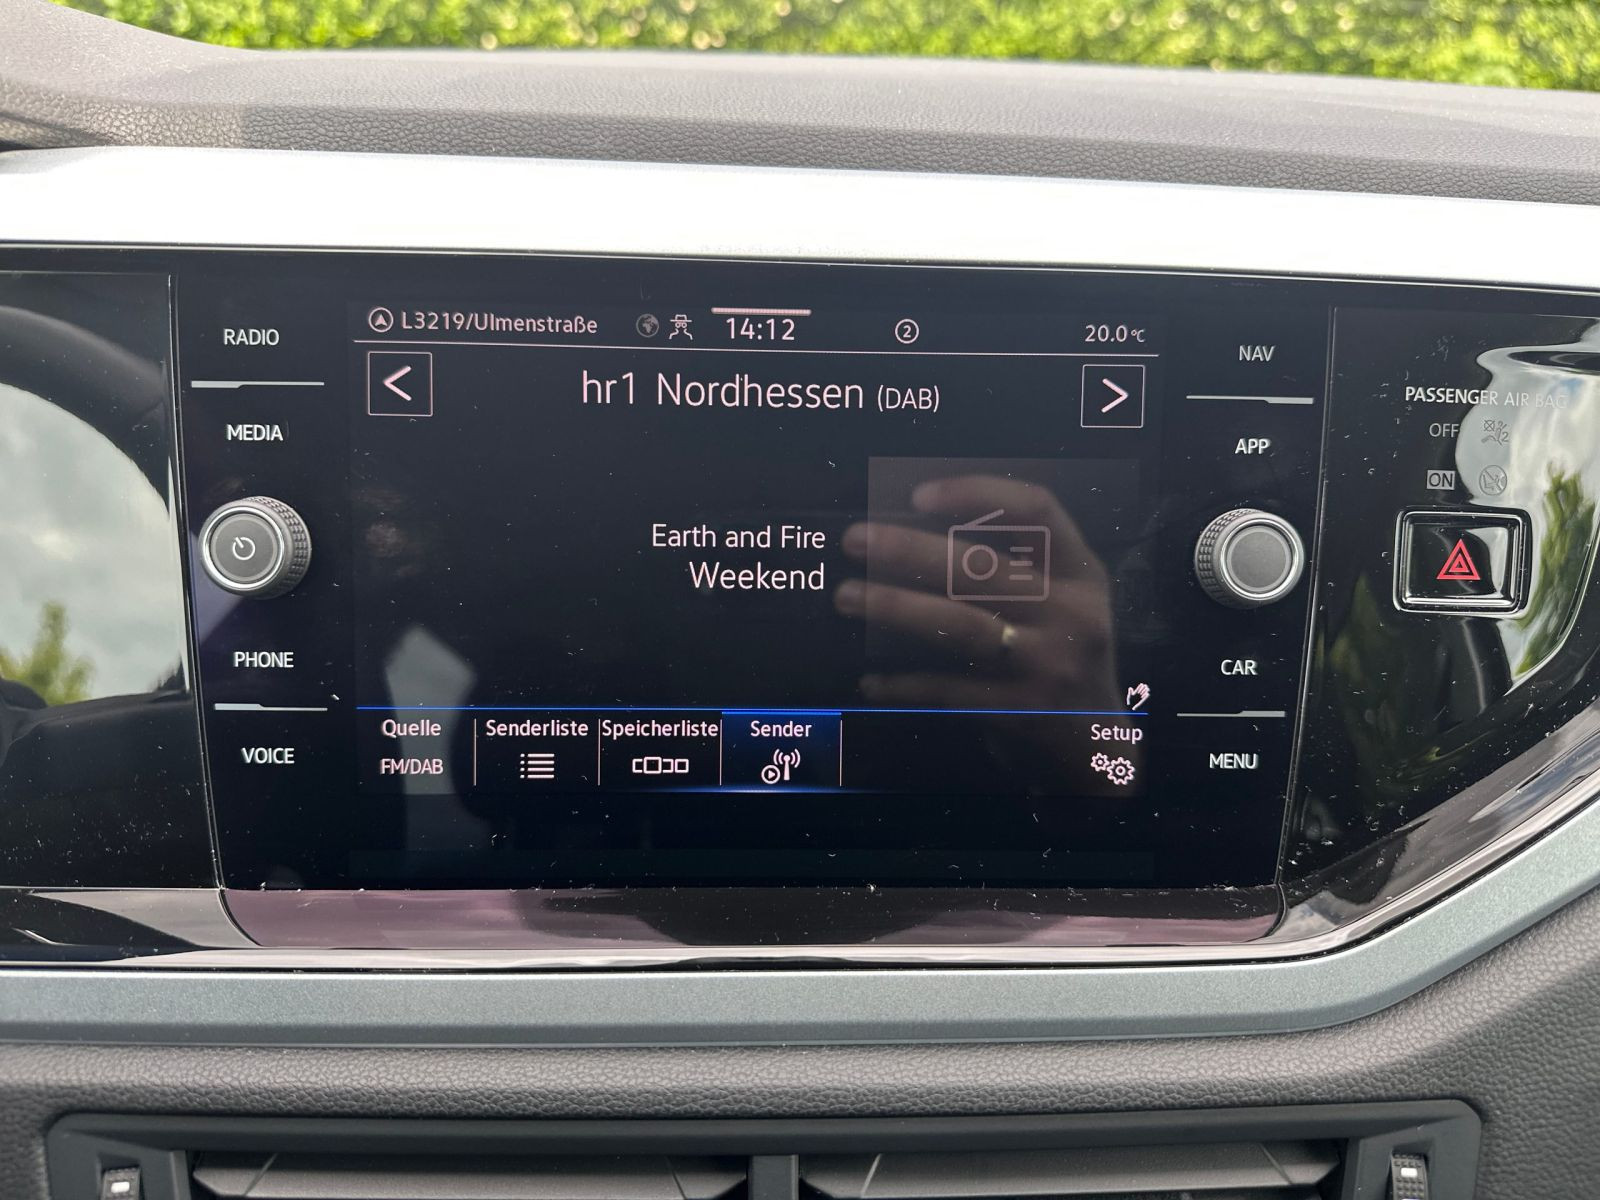 RADIO
MEDIA
PHONE
VOICE
L3219/Ulmenstraße
14:12
2
20.0°C
<
hr1 Nordhessen (DAB)
>
Earth and Fire
Weekend
Quelle
FM/DAB
Senderliste
Speicherliste
Sender
Setup
NAV
APP
CAR
MENU
PASSENGER AIR BAG
OFF
2
ON